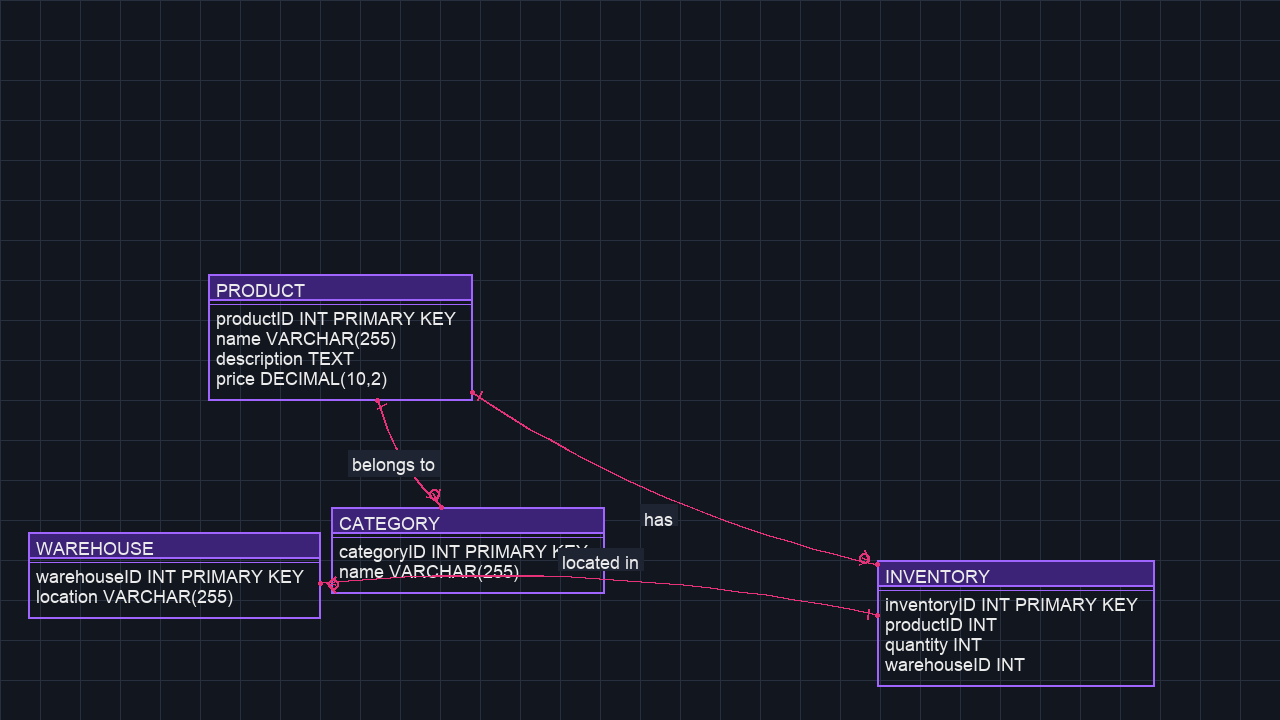 PRODUCT
productID INT PRIMARY KEY
name VARCHAR(255)
description TEXT
price DECIMAL(10,2)
belongs to
has
CATEGORY
categoryID INT PRIMARY KEY
name VARCHAR(255)
located in
WAREHOUSE
warehouseID INT PRIMARY KEY
location VARCHAR(255)
INVENTORY
inventoryID INT PRIMARY KEY
productID INT
quantity INT
warehouseID INT